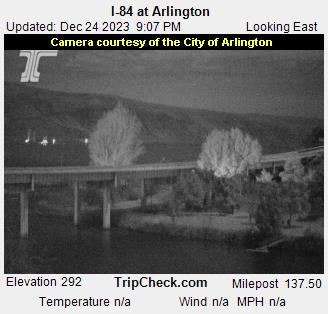 I-84 at Arlington
Updated: Dec 24 2023 9:07 PM Looking East
Camera courtesy of the City of Arlington
Elevation 292 TripCheck.com Milepost 137.50
Temperature n/a Wind n/a MPH n/a